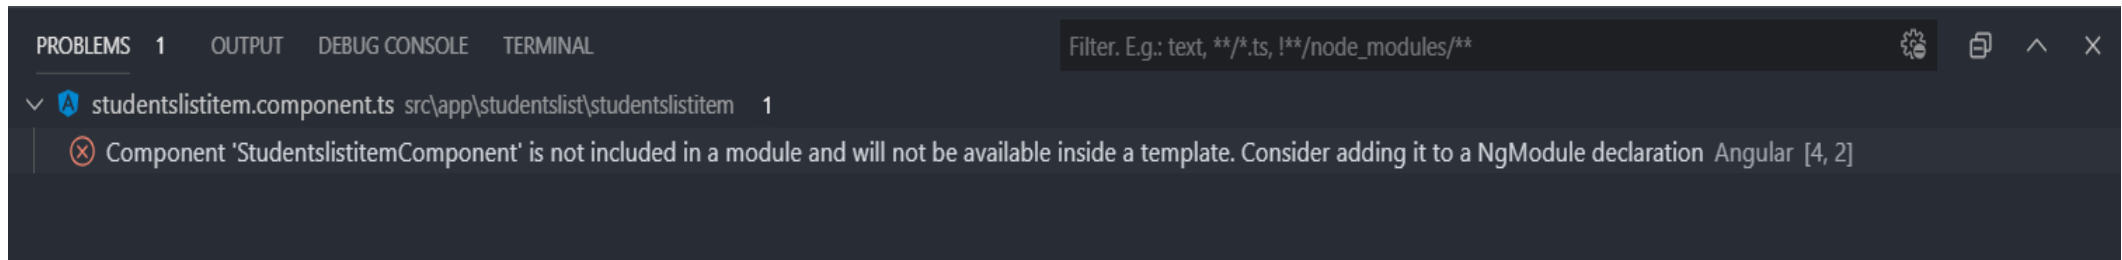 PROBLEMS 1 OUTPUT DEBUG CONSOLE TERMINAL Filter. E.g.: text, **/*.ts, !**/node_modules/**
studentslistitem.component.ts src\app\studentslist\studentslistitem 1
Component 'StudentslistitemComponent' is not included in a module and will not be available inside a template. Consider adding it to a NgModule declaration Angular [4, 2]